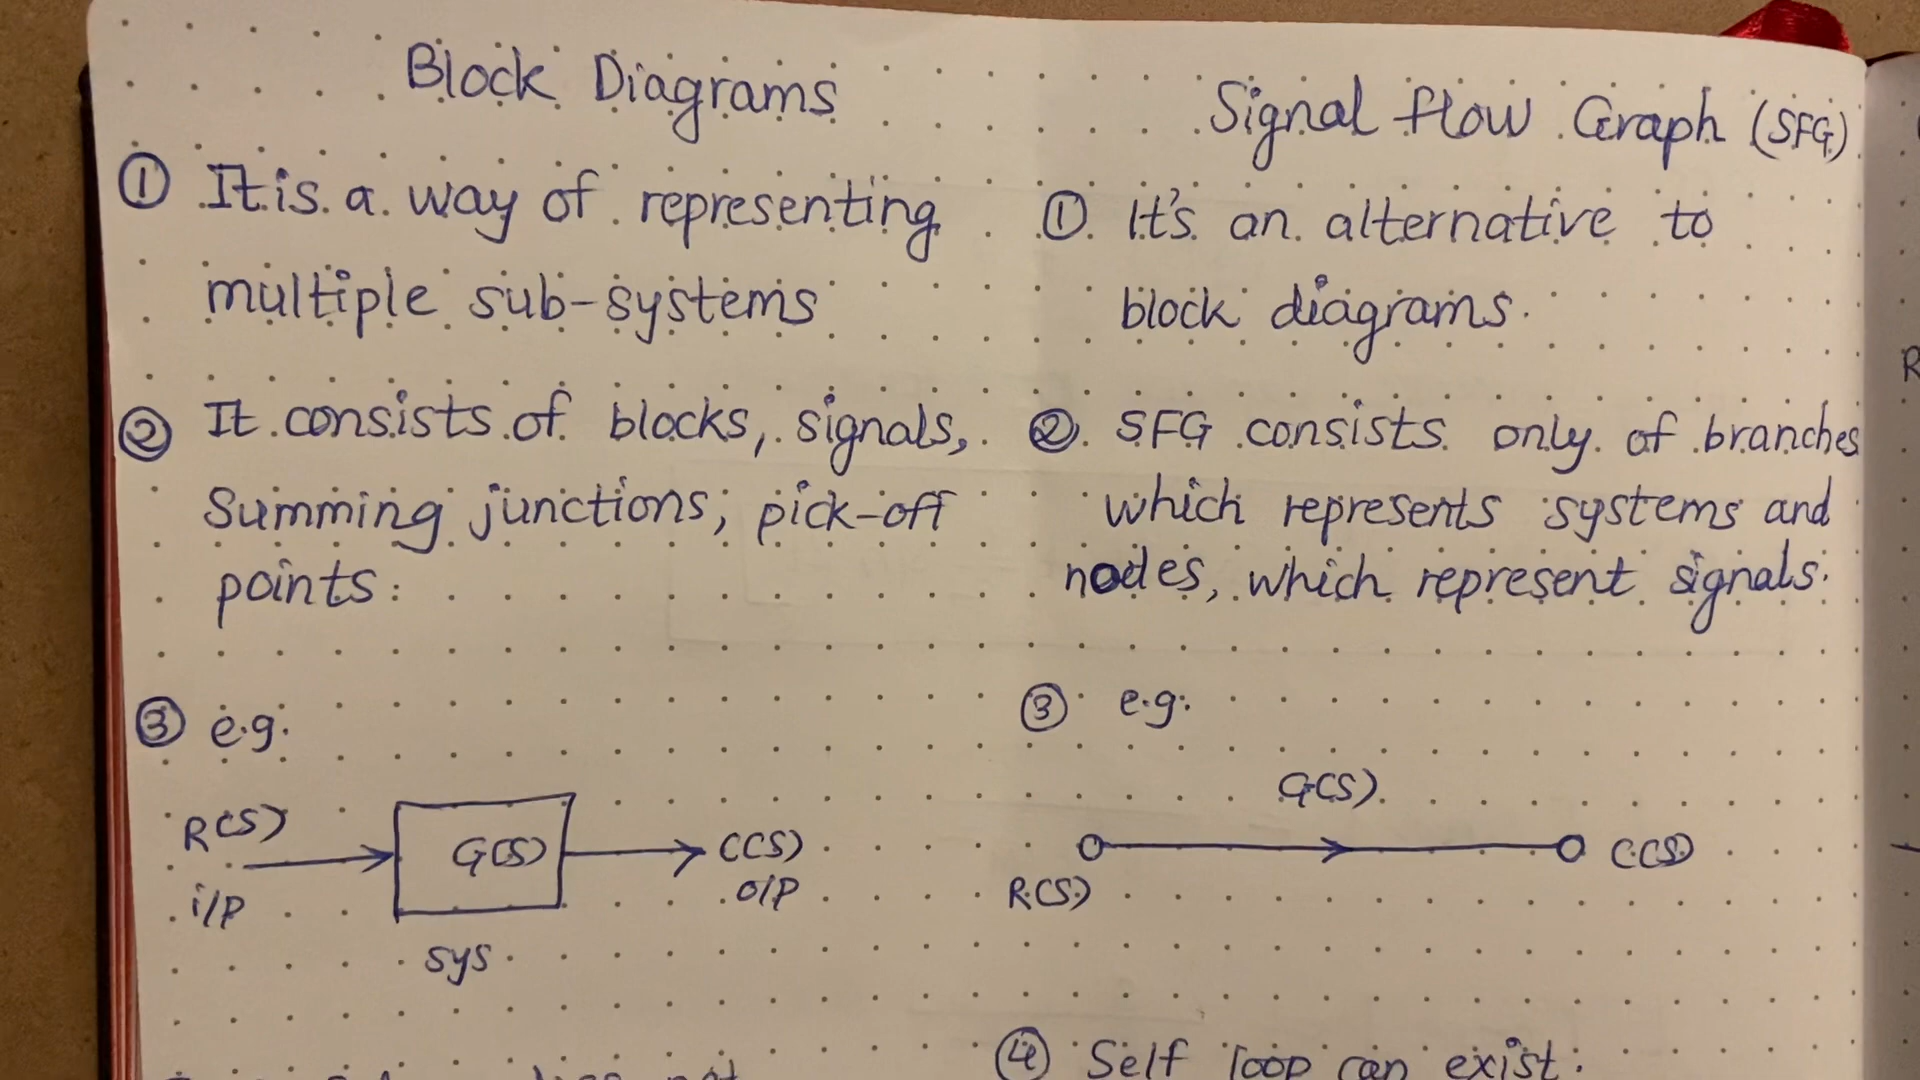 Block Diagrams
① It is a way of representing
multiple sub-systems
② It consists of blocks, signals,
Summing junctions, pick-off
points.
③ e.g.
R(S)
i/P
G(S)
C(S)
o/P
sys
Signal flow Graph (SFG)
① It's an alternative to
block diagrams.
② SFG consists only of branches
which represents systems and
nodes, which represent signals.
③ e.g.
G(S)
R(S)
C(S)
④ Self loop can exist.